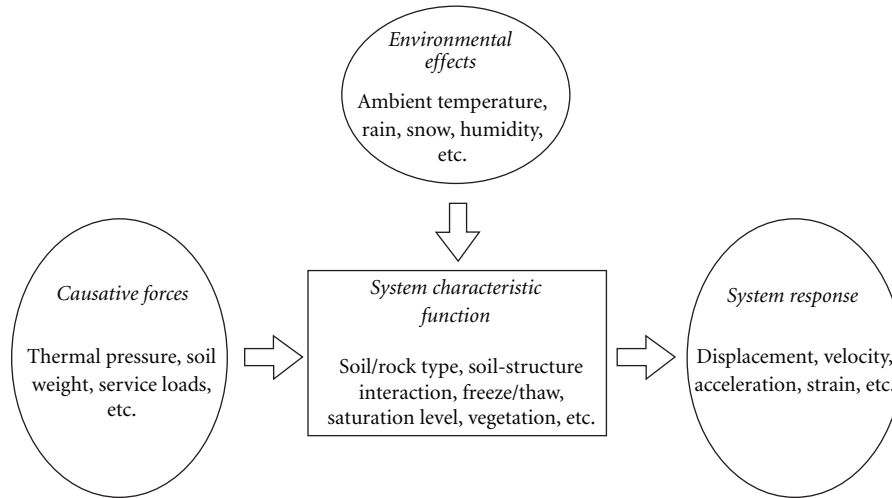 Environmental
effects
Ambient temperature,
rain, snow, humidity,
etc.
Causative forces
Thermal pressure, soil
weight, service loads,
etc.
System characteristic
function
Soil/rock type, soil-structure
interaction, freeze/thaw,
saturation level, vegetation, etc.
System response
Displacement, velocity,
acceleration, strain, etc.